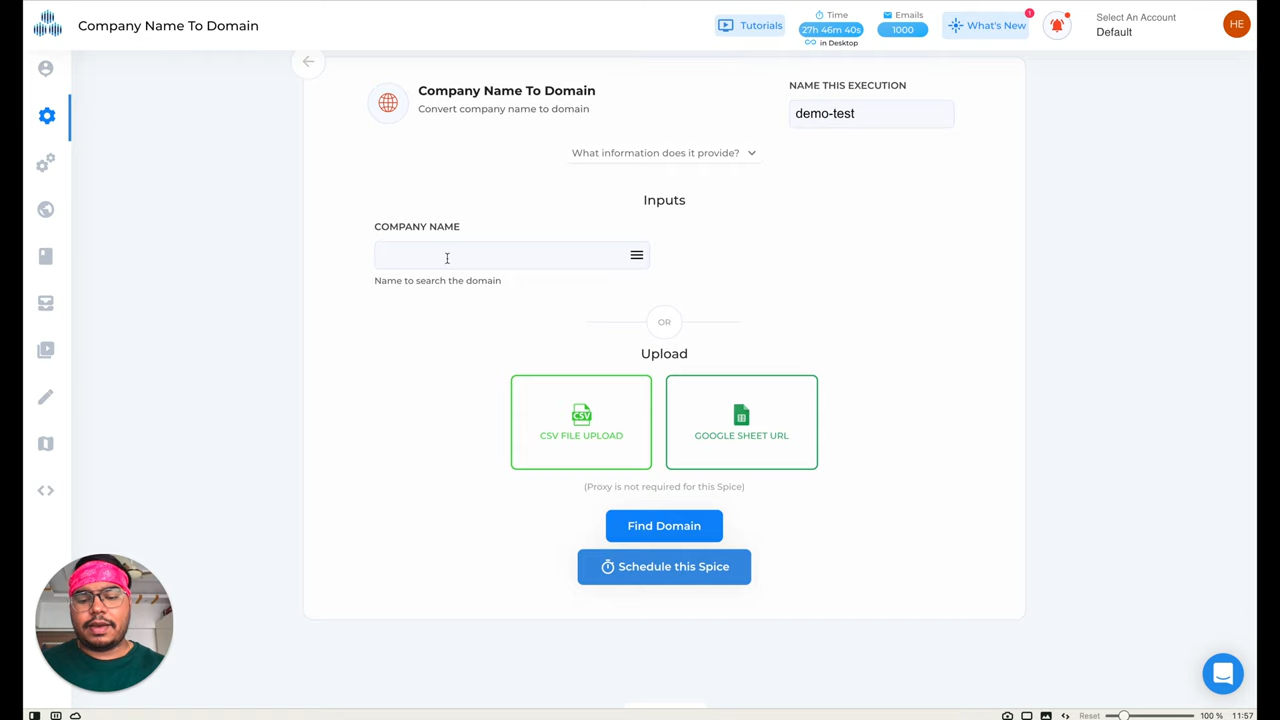 Company Name To Domain
Tutorials
Time
27h 46m 40s
in Desktop
Emails
1000
What's New
1
Select An Account
Default
HE
Company Name To Domain
Convert company name to domain
NAME THIS EXECUTION
demo-test
What information does it provide?
Inputs
COMPANY NAME
Name to search the domain
OR
Upload
CSV
CSV FILE UPLOAD
GOOGLE SHEET URL
(Proxy is not required for this Spice)
Find Domain
Schedule this Spice
Reset
100 %
11:57